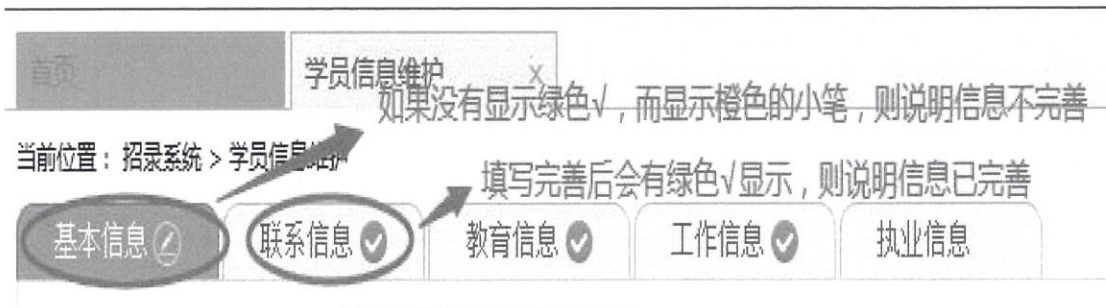 首页
学员信息维护 X
如果没有显示绿色√，而显示橙色的小笔，则说明信息不完善
当前位置：招录系统 > 学员信息维护
填写完善后会有绿色√显示，则说明信息已完善
基本信息 联系信息 教育信息 工作信息 执业信息